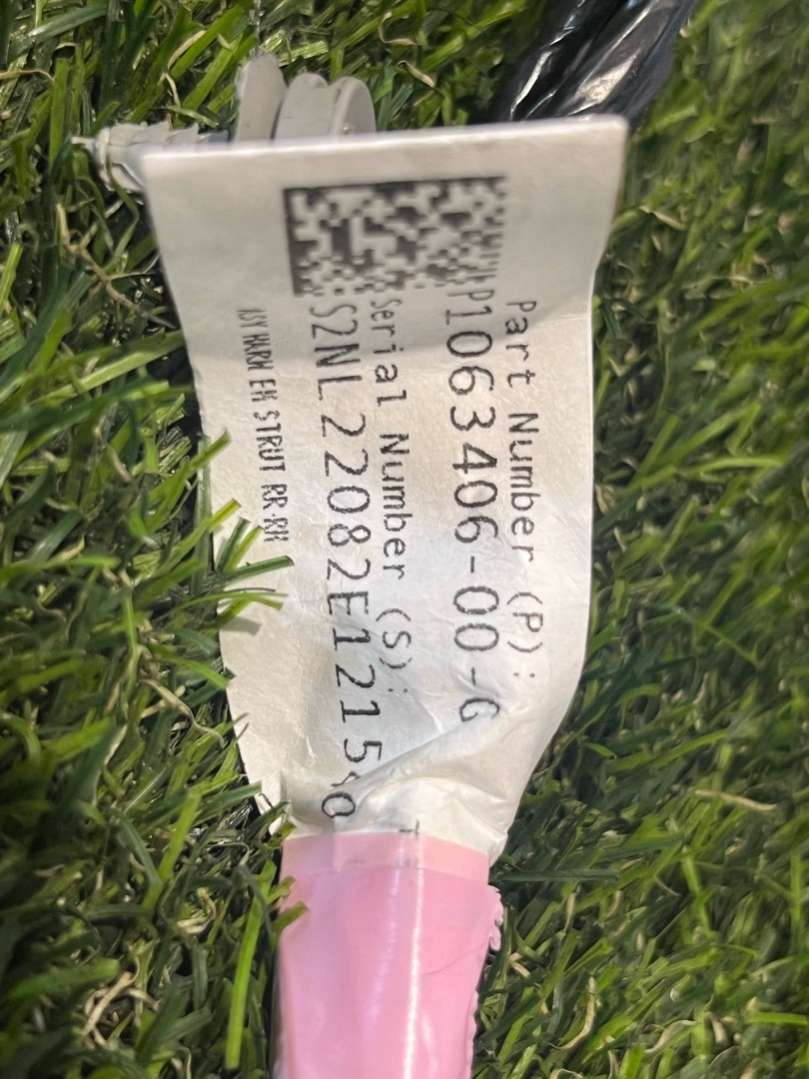 Part Number (P):
P1063406-00-G
Serial Number (S):
S2NL22082E1215
ASY HARN EH STRUT RR-RH